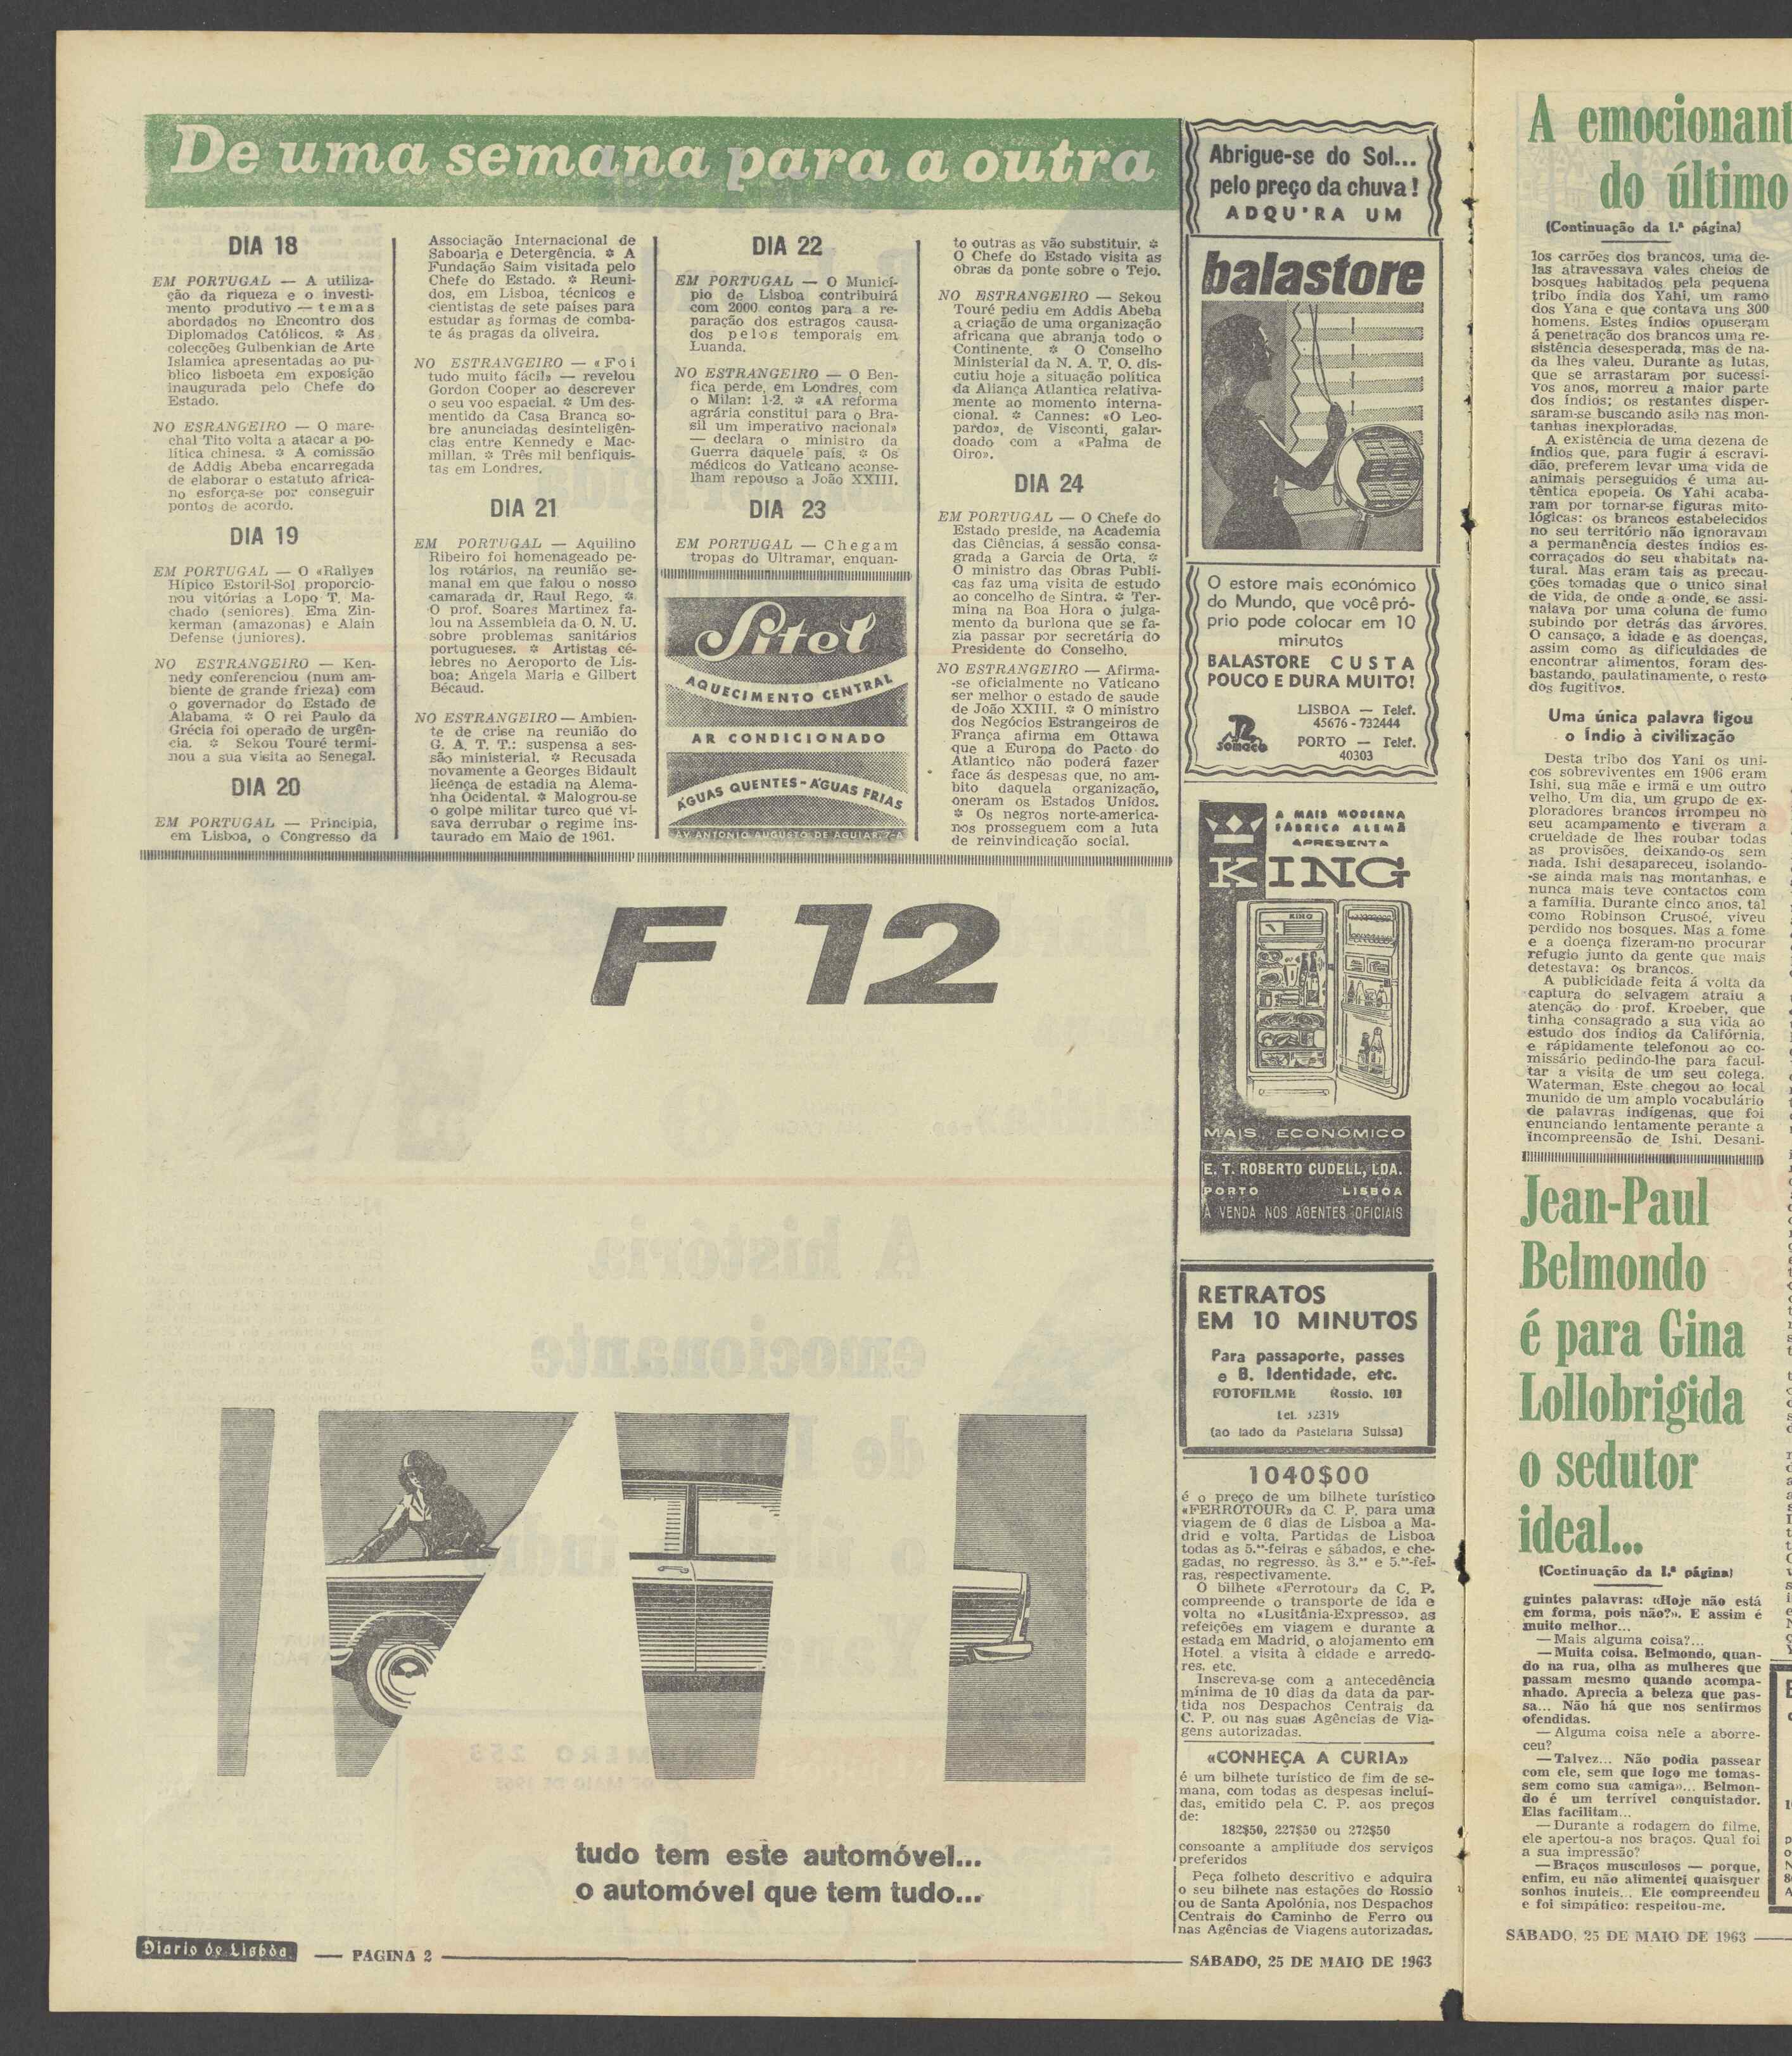 De uma semana para a outra
DIA 18
EM PORTUGAL — A utiliza-
ção da riqueza e o investi-
mento produtivo — temas
abordados no Encontro dos
Diplomados Católicos. * As
colecções Gulbenkian de Arte
Islamica apresentadas ao pu-
blico lisboeta em exposição
inaugurada pelo Chefe do
Estado.
NO ESRANGEIRO — O mare-
chal Tito volta a atacar a po-
lítica chinesa. * A comissão
de Addis Abeba encarregada
de elaborar o estatuto africa-
no esforça-se por conseguir
pontos de acordo.
DIA 19
EM PORTUGAL — O «Rallye»
Hípico Estoril-Sol proporcio-
nou vitórias a Lopo T. Ma-
chado (seniores), Ema Zin-
kerman (amazonas) e Alain
Defense (juniores).
NO ESTRANGEIRO — Ken-
nedy conferenciou (num am-
biente de grande frieza) com
o governador do Estado de
Alabama. * O rei Paulo da
Grécia foi operado de urgên-
cia. * Sekou Touré termi-
nou a sua visita ao Senegal.
DIA 20
EM PORTUGAL — Principia,
em Lisboa, o Congresso da
Associação Internacional de
Saboaria e Detergência. * A
Fundação Saim visitada pelo
Chefe do Estado. * Reuni-
dos, em Lisboa, técnicos e
cientistas de sete países para
estudar as formas de comba-
te ás pragas da oliveira.
NO ESTRANGEIRO — «Foi
tudo muito fácil» — revelou
Gordon Cooper ao descrever
o seu voo espacial. * Um des-
mentido da Casa Branca so-
bre anunciadas desinteligên-
cias entre Kennedy e Mac-
millan. * Três mil benfiquis-
tas em Londres.
DIA 21
EM PORTUGAL — Aquilino
Ribeiro foi homenageado pe-
los rotários, na reunião se-
manal em que falou o nosso
camarada dr. Raul Rego. *
O prof. Soares Martinez fa-
lou na Assembleia da O. N. U.
sobre problemas sanitários
portugueses. * Artistas cé-
lebres no Aeroporto de Lis-
boa: Angela Maria e Gilbert
Bécaud.
NO ESTRANGEIRO — Ambien-
te de crise na reunião do
G. A. T. T.: suspensa a ses-
são ministerial. * Recusada
novamente a Georges Bidault
licença de estadia na Alema-
nha Ocidental. * Malogrou-se
o golpe militar turco que vi-
sava derrubar o regime ins-
taurado em Maio de 1961.
DIA 22
EM PORTUGAL — O Municí-
pio de Lisboa contribuirá
com 2000 contos para a re-
paração dos estragos causa-
dos pelos temporais em
Luanda.
NO ESTRANGEIRO — O Ben-
fica perde, em Londres, com
o Milan: 1-2. * «A reforma
agrária constitui para o Bra-
sil um imperativo nacional»
— declara o ministro da
Guerra daquele país. * Os
médicos do Vaticano aconse-
lham repouso a João XXIII.
DIA 23
EM PORTUGAL — Chegam
tropas do Ultramar, enquan-
Sitel
AQUECIMENTO CENTRAL
AR CONDICIONADO
ÁGUAS QUENTES-ÁGUAS FRIAS
AV. ANTONIO AUGUSTO DE AGUIAR 7-A
to outras as vão substituir. *
O Chefe do Estado visita as
obras da ponte sobre o Tejo.
NO ESTRANGEIRO — Sekou
Touré pediu em Addis Abeba
a criação de uma organização
africana que abranja todo o
Continente. * O Conselho
Ministerial da N. A. T. O. dis-
cutiu hoje a situação política
da Aliança Atlantica relativa-
mente ao momento interna-
cional. * Cannes: «O Leo-
pardo», de Visconti, galar-
doado com a «Palma de
Oiro».
DIA 24
EM PORTUGAL — O Chefe do
Estado preside, na Academia
das Ciências, á sessão consa-
grada a Garcia de Orta. *
O ministro das Obras Publi-
cas faz uma visita de estudo
ao concelho de Sintra. * Ter-
mina na Boa Hora o julga-
mento da burlona que se fa-
zia passar por secretária do
Presidente do Conselho.
NO ESTRANGEIRO — Afirma-
-se oficialmente no Vaticano
ser melhor o estado de saude
de João XXIII. * O ministro
dos Negócios Estrangeiros de
França afirma em Ottawa
que a Europa do Pacto do
Atlantico não poderá fazer
face ás despesas que, no am-
bito daquela organização,
oneram os Estados Unidos.
* Os negros norte-america-
nos prosseguem com a luta
de reinvindicação social.
F 12
tudo tem este automóvel...
o automóvel que tem tudo...
Abrigue-se do Sol...
pelo preço da chuva!
ADQU'RA UM
balastore
O estore mais económico
do Mundo, que você pró-
prio pode colocar em 10
minutos
BALASTORE CUSTA
POUCO E DURA MUITO!
somaco
LISBOA — Telef.
45676 - 732444
PORTO — Telef.
40303
A MAIS MODERNA
FÁBRICA ALEMÃ
APRESENTA
KING
KING
MAIS ECONÓMICO
E. T. ROBERTO CUDELL, LDA.
PORTO LISBOA
À VENDA NOS AGENTES OFICIAIS
RETRATOS
EM 10 MINUTOS
Para passaporte, passes
e B. Identidade, etc.
FOTOFILME Rossio, 101
Tel. 32319
(ao lado da Pastelaria Suissa)
1040$00
é o preço de um bilhete turístico
«FERROTOUR» da C. P. para uma
viagem de 6 dias de Lisboa a Ma-
drid e volta. Partidas de Lisboa
todas as 5.ªˢ-feiras e sábados, e che-
gadas, no regresso, às 3.ªˢ e 5.ªˢ-fei-
ras, respectivamente.
O bilhete «Ferrotour» da C. P.
compreende o transporte de ida e
volta no «Lusitânia-Expresso», as
refeições em viagem e durante a
estada em Madrid, o alojamento em
Hotel, a visita à cidade e arredo-
res, etc.
Inscreva-se com a antecedência
mínima de 10 dias da data da par-
tida nos Despachos Centrais da
C. P. ou nas suas Agências de Via-
gens autorizadas.
«CONHEÇA A CURIA»
é um bilhete turístico de fim de se-
mana, com todas as despesas incluí-
das, emitido pela C. P. aos preços
de:
182$50, 227$50 ou 272$50
consoante a amplitude dos serviços
preferidos
Peça folheto descritivo e adquira
o seu bilhete nas estações do Rossio
ou de Santa Apolónia, nos Despachos
Centrais do Caminho de Ferro ou
nas Agências de Viagens autorizadas.
Diario de Lisboa — PAGINA 2 — SÁBADO, 25 DE MAIO DE 1963
A emocionant
do último
(Continuação da 1.ª página)
los carrões dos brancos, uma de-
las atravessava vales cheios de
bosques habitados pela pequena
tribo índia dos Yahi, um ramo
dos Yana e que contava uns 300
homens. Estes índios opuseram
á penetração dos brancos uma re-
sistência desesperada, mas de na-
da lhes valeu. Durante as lutas,
que se arrastaram por sucessi-
vos anos, morreu a maior parte
dos índios; os restantes disper-
saram-se buscando asilo nas mon-
tanhas inexploradas.
A existência de uma dezena de
índios que, para fugir á escravi-
dão, preferem levar uma vida de
animais perseguidos é uma au-
têntica epopeia. Os Yahi acaba-
ram por tornar-se figuras mito-
lógicas: os brancos estabelecidos
no seu território não ignoravam
a permanência destes índios es-
corraçados do seu «habitat» na-
tural. Mas eram tais as precau-
ções tomadas que o unico sinal
de vida, de onde a onde, se assi-
nalava por uma coluna de fumo
subindo por detrás das árvores.
O cansaço, a idade e as doenças,
assim como as dificuldades de
encontrar alimentos, foram des-
bastando, paulatinamente, o resto
dos fugitivos.
Uma única palavra ligou
o Índio à civilização
Desta tribo dos Yani os uni-
cos sobreviventes em 1906 eram
Ishi, sua mãe e irmã e um outro
velho. Um dia, um grupo de ex-
ploradores brancos irrompeu no
seu acampamento e tiveram a
crueldade de lhes roubar todas
as provisões, deixando-os sem
nada. Ishi desapareceu, isolando-
-se ainda mais nas montanhas, e
nunca mais teve contactos com
a família. Durante cinco anos, tal
como Robinson Crusoé, viveu
perdido nos bosques. Mas a fome
e a doença fizeram-no procurar
refugio junto da gente que mais
detestava: os brancos.
A publicidade feita á volta da
captura do selvagem atraiu a
atenção do prof. Kroeber, que
tinha consagrado a sua vida ao
estudo dos índios da Califórnia,
e rápidamente telefonou ao co-
missário pedindo-lhe para facul-
tar a visita de um seu colega,
Waterman. Este chegou ao local
munido de um amplo vocabulário
de palavras indígenas, que foi
enunciando lentamente perante a
incompreensão de Ishi. Desani-
Jean-Paul
Belmondo
é para Gina
Lollobrigida
o sedutor
ideal...
(Continuação da 1.ª página)
guintes palavras: «Hoje não está
em forma, pois não?». E assim é
muito melhor...
— Mais alguma coisa?...
— Muita coisa. Belmondo, quan-
do na rua, olha as mulheres que
passam mesmo quando acompa-
nhado. Aprecia a beleza que pas-
sa... Não há que nos sentirmos
ofendidas.
— Alguma coisa nele a aborre-
ceu?
— Talvez... Não podia passear
com ele, sem que logo me tomas-
sem como sua «amiga»... Belmon-
do é um terrível conquistador.
Elas facilitam...
— Durante a rodagem do filme,
ele apertou-a nos braços. Qual foi
a sua impressão?
— Braços musculosos — porque,
enfim, eu não alimentei quaisquer
sonhos inuteis... Ele compreendeu
e foi simpático: respeitou-me.
SÁBADO, 25 DE MAIO DE 1963 —